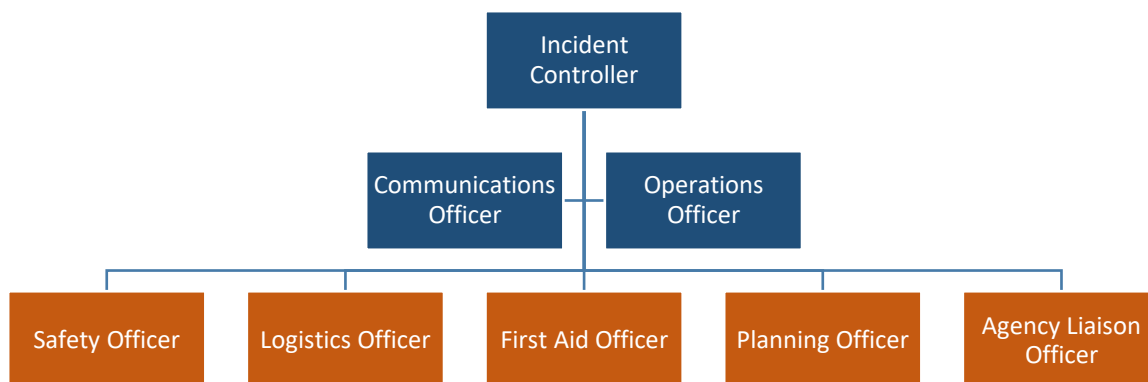 Incident
Controller
Communications
Officer
Operations
Officer
Safety Officer
Logistics Officer
First Aid Officer
Planning Officer
Agency Liaison
Officer